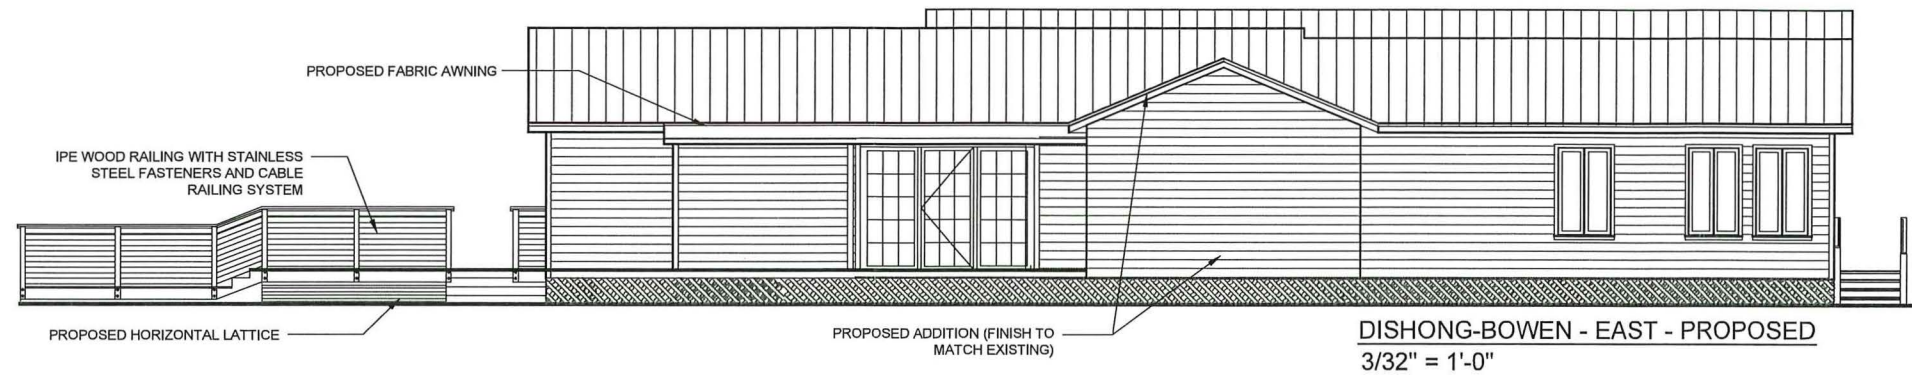 PROPOSED FABRIC AWNING
IPE WOOD RAILING WITH STAINLESS
STEEL FASTENERS AND CABLE
RAILING SYSTEM
PROPOSED HORIZONTAL LATTICE
PROPOSED ADDITION (FINISH TO
MATCH EXISTING)
DISHONG-BOWEN - EAST - PROPOSED
3/32" = 1'-0"